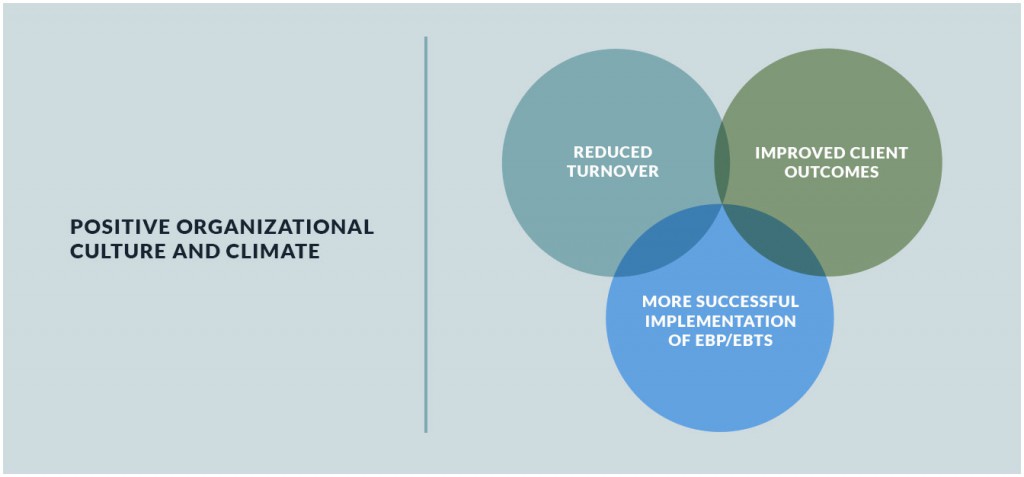 POSITIVE ORGANIZATIONAL
CULTURE AND CLIMATE
REDUCED
TURNOVER
IMPROVED CLIENT
OUTCOMES
MORE SUCCESSFUL
IMPLEMENTATION
OF EBP/EBTS